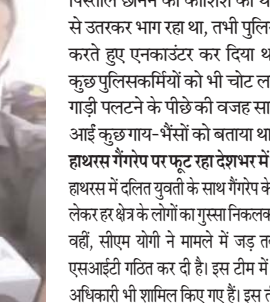 पिस्तौल छीनने की कोशिश की थ
से उतरकर भाग रहा था, तभी पुलि
करते हुए एनकाउंटर कर दिया थ
कुछ पुलिसकर्मियों को भी चोट ल
गाड़ी पलटने के पीछे की वजह सा
आईं कुछ गाय-भैंसों को बताया था
हाथरस गैंगरेप पर फूट रहा देशभर में
हाथरस में दलित युवती के साथ गैंगरेप के
लेकर हर क्षेत्र के लोगों का गुस्सा निकलक
वहीं, सीएम योगी ने मामले में जड़ त
एसआईटी गठित कर दी है। इस टीम में
अधिकारी भी शामिल किए गए हैं। इस